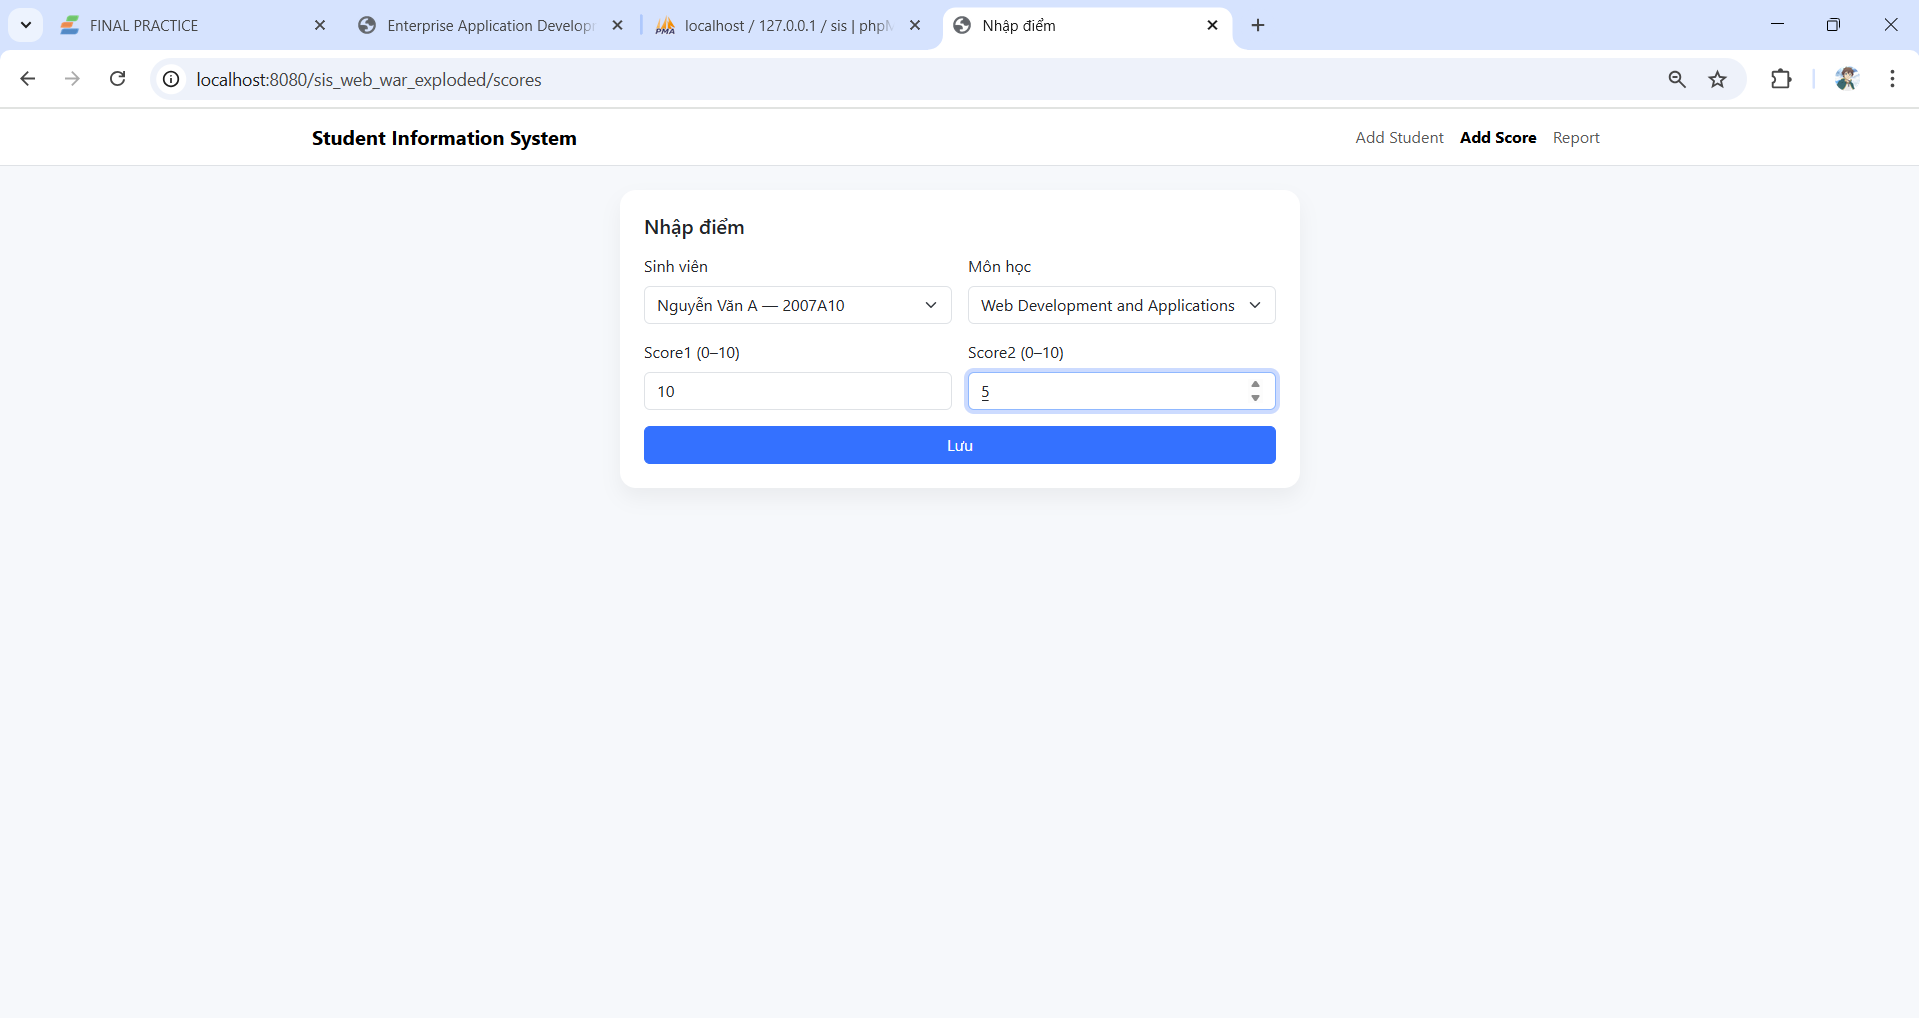 FINAL PRACTICE
Enterprise Application Develop
localhost / 127.0.0.1 / sis | php
Nhập điểm
localhost:8080/sis_web_war_exploded/scores
Student Information System
Add Student
Add Score
Report
Nhập điểm
Sinh viên
Môn học
Nguyễn Văn A — 2007A10
Web Development and Applications
Score1 (0–10)
Score2 (0–10)
10
5
Lưu